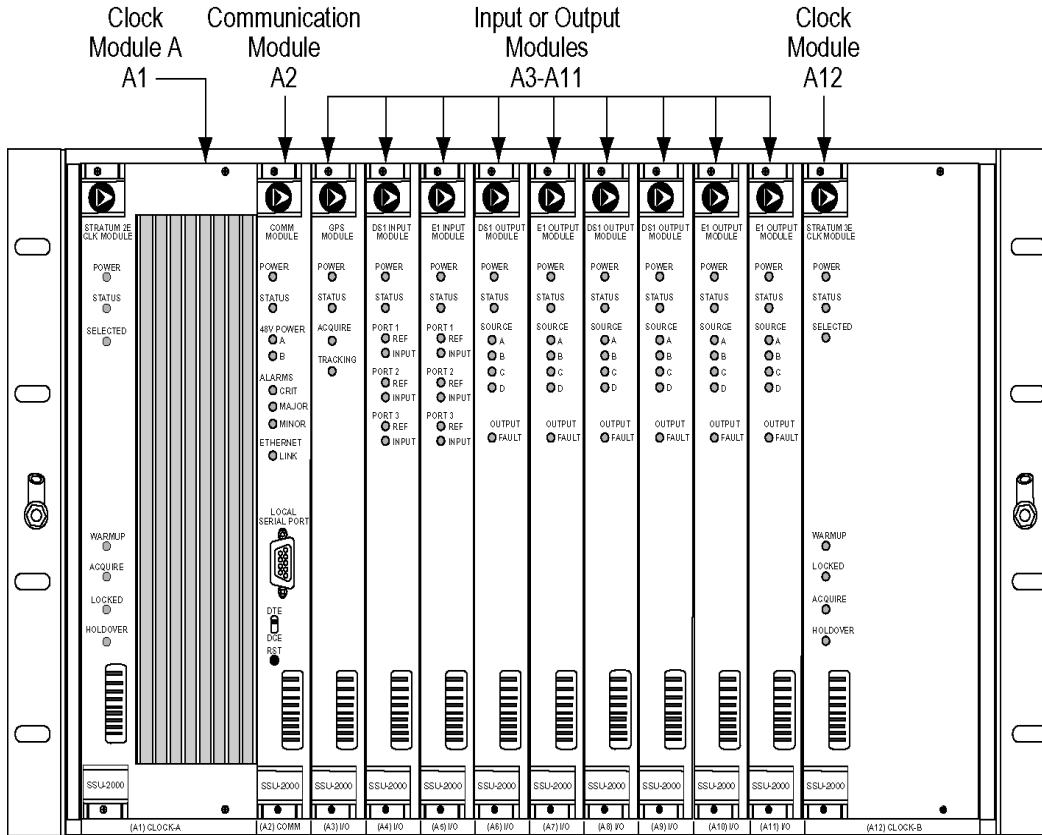 Clock
Module A
A1
Communication
Module
A2
Input or Output
Modules
A3-A11
Clock
Module
A12
STRATUM 2E
CLK MODULE
POWER
STATUS
SELECTED
WARMUP
ACQUIRE
LOCKED
HOLDOVER
SSU-2000
(A1) CLOCK-A
COMM
MODULE
POWER
STATUS
48V POWER
A
B
ALARMS
CRIT
MAJOR
MINOR
ETHERNET
LINK
LOCAL
SERIAL PORT
DTE
DCE
RST
SSU-2000
(A2) COMM
GPS
MODULE
POWER
STATUS
ACQUIRE
TRACKING
SSU-2000
(A3) I/O
DS1 INPUT
MODULE
POWER
STATUS
PORT 1
REF
INPUT
PORT 2
REF
INPUT
PORT 3
REF
INPUT
SSU-2000
(A4) I/O
E1 INPUT
MODULE
POWER
STATUS
PORT 1
REF
INPUT
PORT 2
REF
INPUT
PORT 3
REF
INPUT
SSU-2000
(A5) I/O
DS1 OUTPUT
MODULE
POWER
STATUS
SOURCE
A
B
C
D
OUTPUT
FAULT
SSU-2000
(A6) I/O
E1 OUTPUT
MODULE
POWER
STATUS
SOURCE
A
B
C
D
OUTPUT
FAULT
SSU-2000
(A7) I/O
DS1 OUTPUT
MODULE
POWER
STATUS
SOURCE
A
B
C
D
OUTPUT
FAULT
SSU-2000
(A8) I/O
DS1 OUTPUT
MODULE
POWER
STATUS
SOURCE
A
B
C
D
OUTPUT
FAULT
SSU-2000
(A9) I/O
E1 OUTPUT
MODULE
POWER
STATUS
SOURCE
A
B
C
D
OUTPUT
FAULT
SSU-2000
(A10) I/O
E1 OUTPUT
MODULE
POWER
STATUS
SOURCE
A
B
C
D
OUTPUT
FAULT
SSU-2000
(A11) I/O
STRATUM 3E
CLK MODULE
POWER
STATUS
SELECTED
WARMUP
LOCKED
ACQUIRE
HOLDOVER
SSU-2000
(A12) CLOCK-B